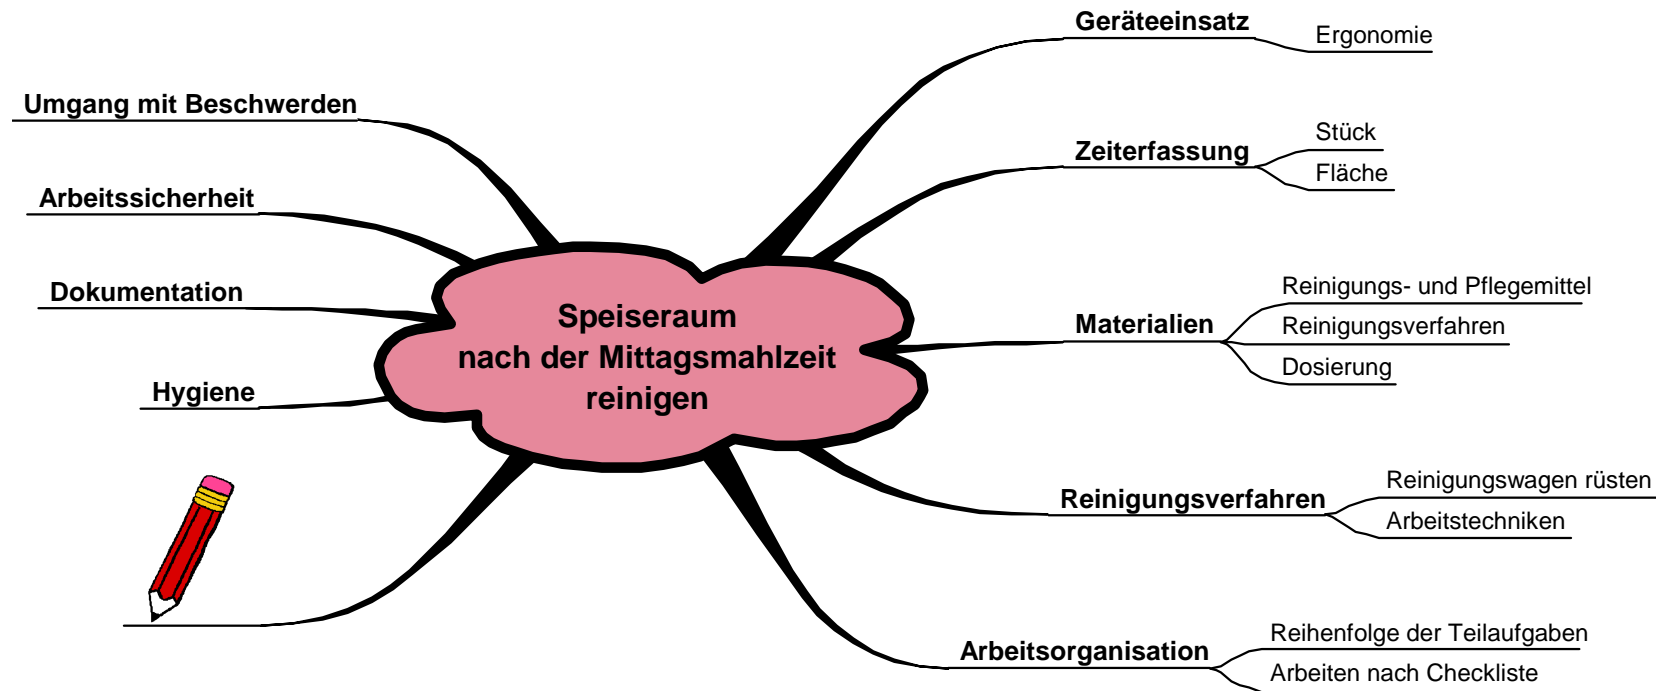 Geräteeinsatz
Ergonomie
Umgang mit Beschwerden
Zeiterfassung
Stück
Fläche
Arbeitssicherheit
Dokumentation
Speiseraum
nach der Mittagsmahlzeit
reinigen
Materialien
Reinigungs- und Pflegemittel
Reinigungsverfahren
Dosierung
Hygiene
Reinigungsverfahren
Reinigungswagen rüsten
Arbeitstechniken
Arbeitsorganisation
Reihenfolge der Teilaufgaben
Arbeiten nach Checkliste